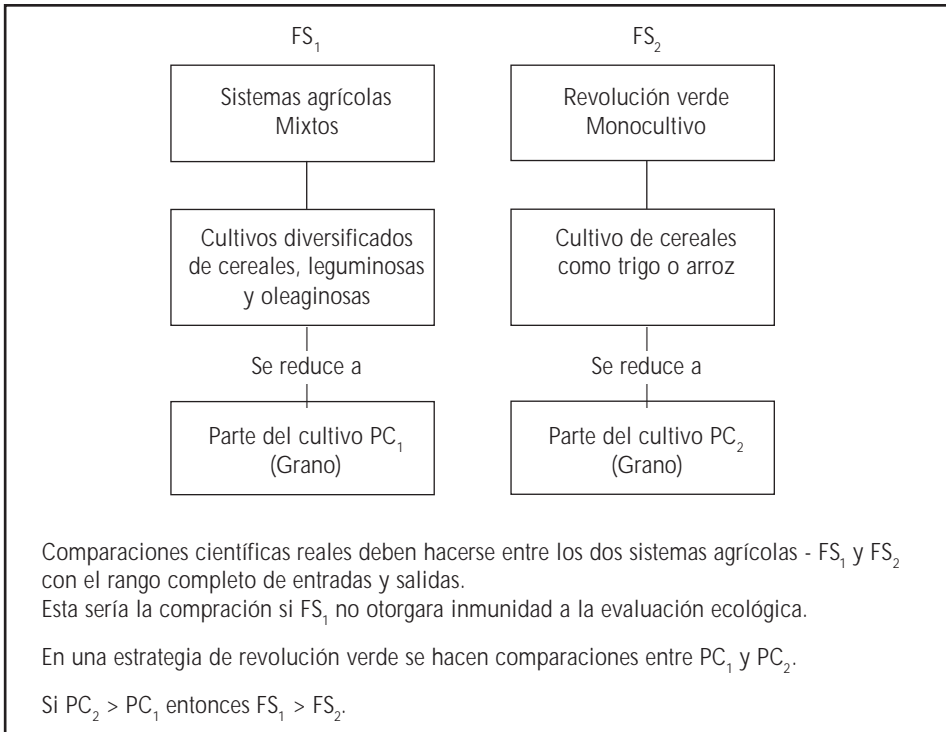 FS₁
FS₂
Sistemas agrícolas
Mixtos
Revolución verde
Monocultivo
Cultivos diversificados
de cereales, leguminosas
y oleaginosas
Cultivo de cereales
como trigo o arroz
Se reduce a
Se reduce a
Parte del cultivo PC₁
(Grano)
Parte del cultivo PC₂
(Grano)
Comparaciones científicas reales deben hacerse entre los dos sistemas agrícolas - FS₁ y FS₂
con el rango completo de entradas y salidas.
Esta sería la compración si FS₁ no otorgara inmunidad a la evaluación ecológica.
En una estrategia de revolución verde se hacen comparaciones entre PC₁ y PC₂.
Si PC₂ > PC₁ entonces FS₁ > FS₂.